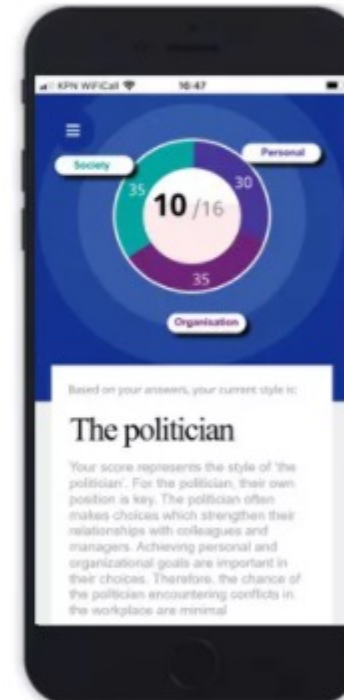 KPN WiFiCall 16:47
Society
Personal
35
30
10 /16
35
Organisation
Based on your answers, your current style is:
The politician
Your score represents the style of 'the
politician'. For the politician, their own
position is key. The politician often
makes choices which strengthen their
relationships with colleagues and
managers. Achieving personal and
organizational goals are important in
their choices. Therefore, the chance of
the politician encountering conflicts in
the workplace are minimal